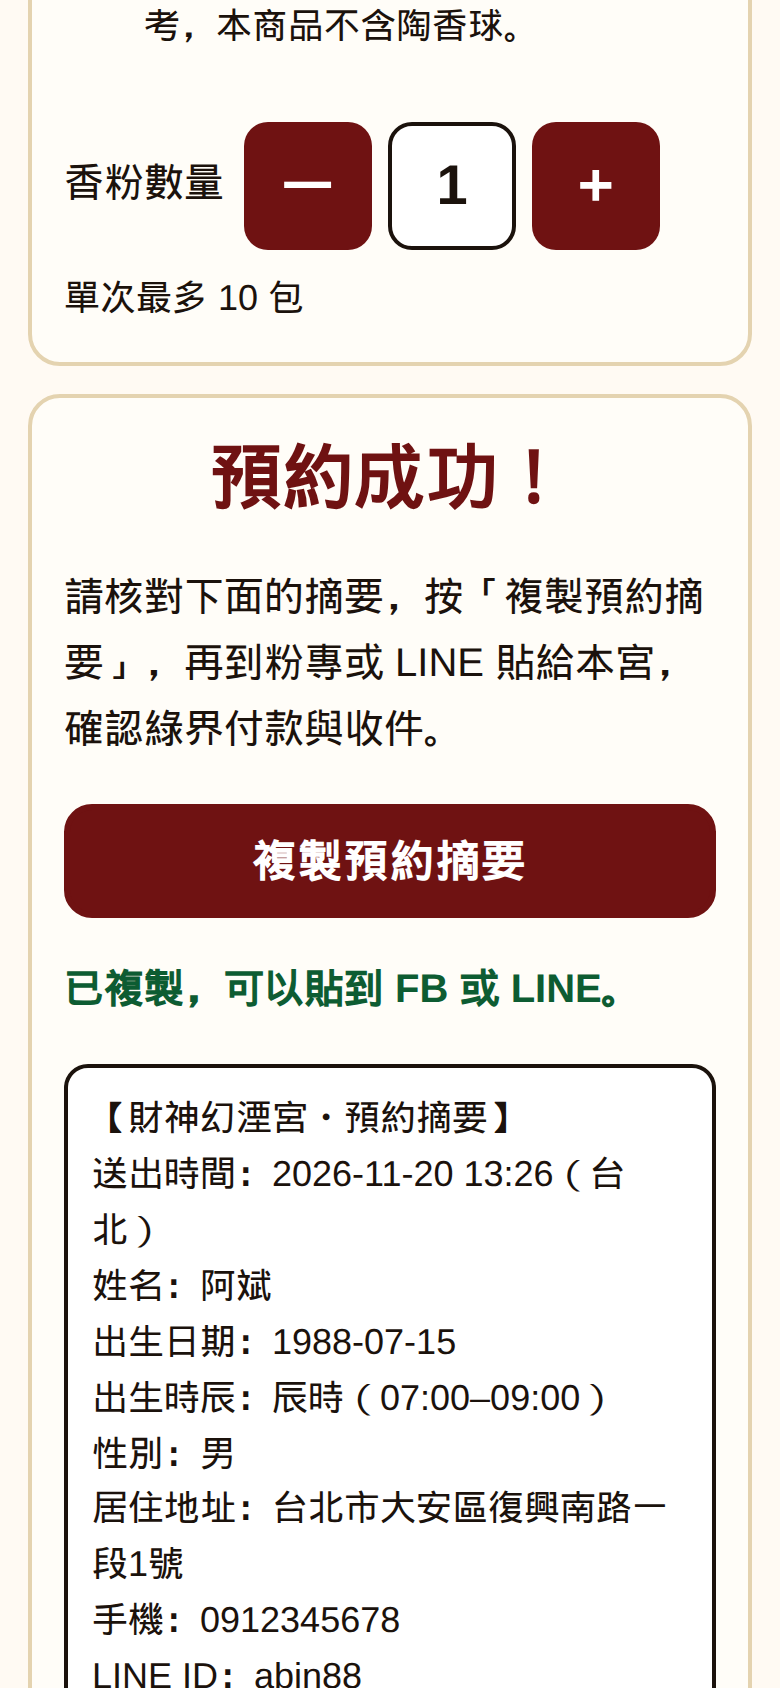 考，本商品不含陶香球。
香粉數量 － 1 +
單次最多 10 包
預約成功！
請核對下面的摘要，按「複製預約摘
要」，再到粉專或 LINE 貼給本宮，
確認綠界付款與收件。
複製預約摘要
已複製，可以貼到 FB 或 LINE。
【財神幻湮宮・預約摘要】
送出時間：2026-11-20 13:26（台
北）
姓名：阿斌
出生日期：1988-07-15
出生時辰：辰時（07:00–09:00）
性別：男
居住地址：台北市大安區復興南路一
段1號
手機：0912345678
LINE ID：abin88